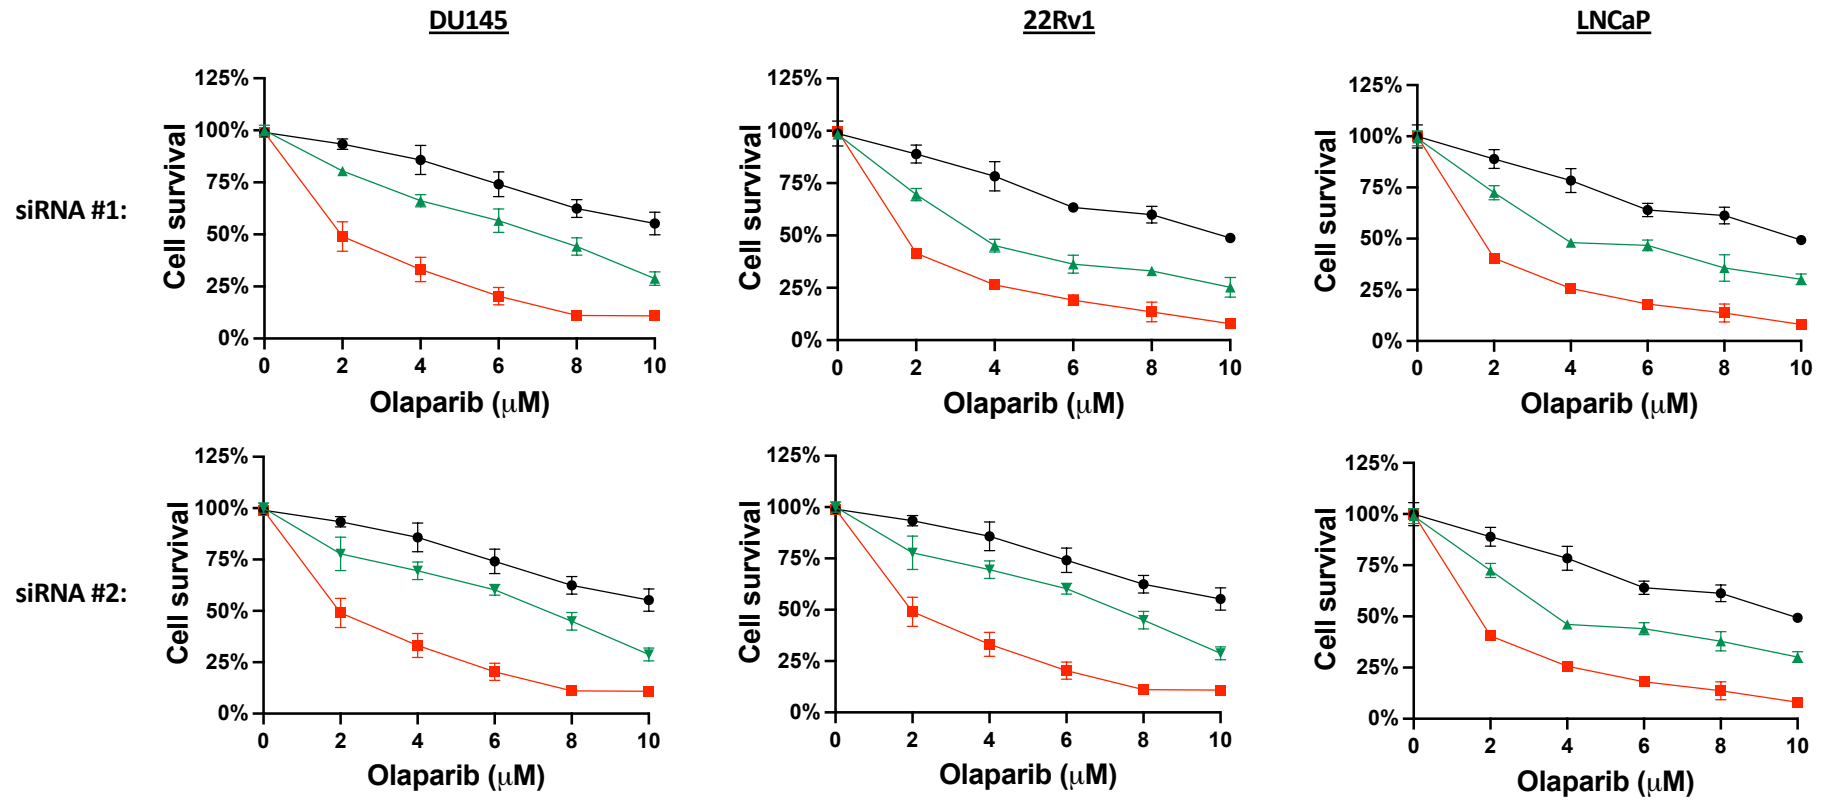 DU145
22Rv1
LNCaP
siRNA #1:
Cell survival
125%
100%
75%
50%
25%
0%
0 2 4 6 8 10
Olaparib (μM)
Cell survival
125%
100%
75%
50%
25%
0%
0 2 4 6 8 10
Olaparib (μM)
Cell survival
125%
100%
75%
50%
25%
0%
0 2 4 6 8 10
Olaparib (μM)
siRNA #2:
Cell survival
125%
100%
75%
50%
25%
0%
0 2 4 6 8 10
Olaparib (μM)
Cell survival
125%
100%
75%
50%
25%
0%
0 2 4 6 8 10
Olaparib (μM)
Cell survival
125%
100%
75%
50%
25%
0%
0 2 4 6 8 10
Olaparib (μM)